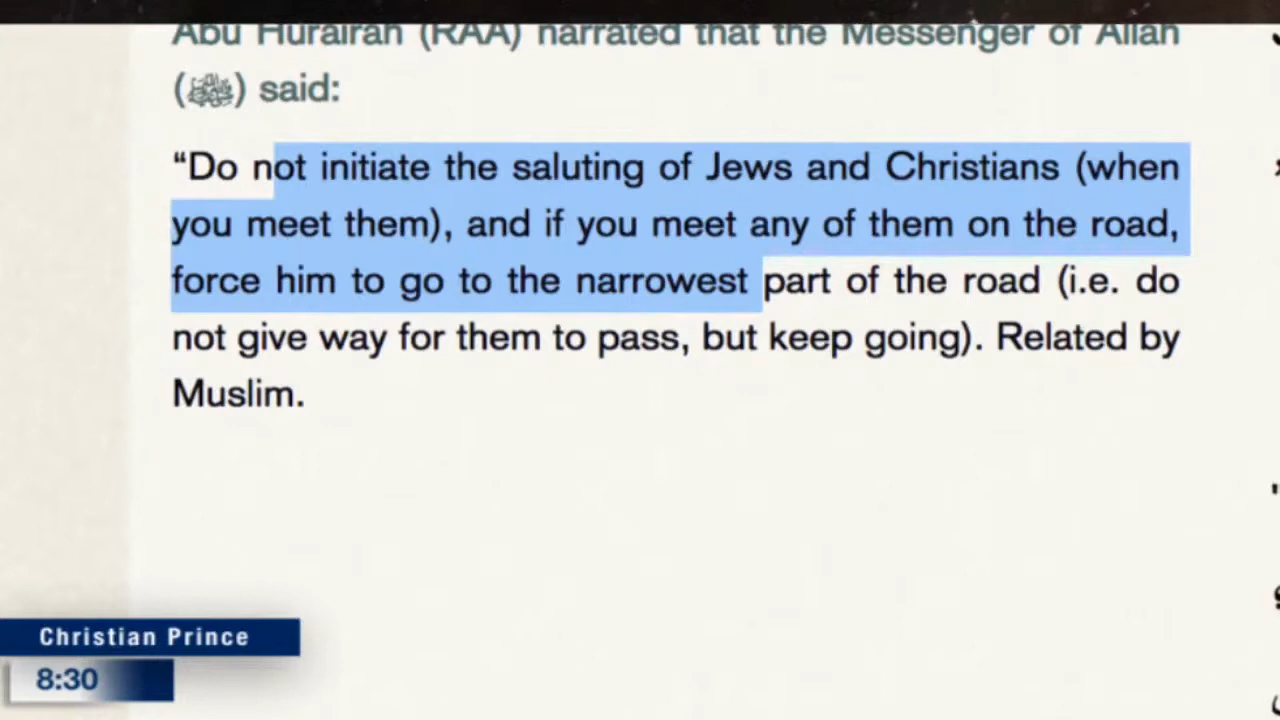 Abu Hurairah (RAA) narrated that the Messenger of Allah
(ﷺ) said:
“Do not initiate the saluting of Jews and Christians (when
you meet them), and if you meet any of them on the road,
force him to go to the narrowest part of the road (i.e. do
not give way for them to pass, but keep going). Related by
Muslim.
Christian Prince
8:30